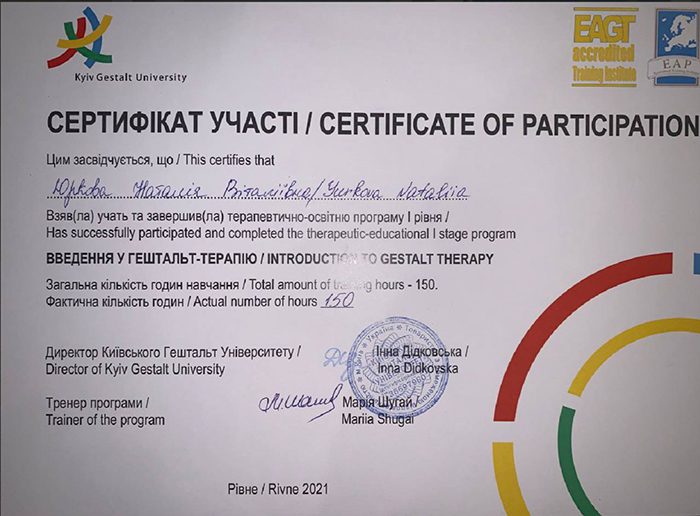 Kyiv Gestalt University
EAGT
accredited
Training Institute
EAP
СЕРТИФІКАТ УЧАСТІ / CERTIFICATE OF PARTICIPATION
Цим засвідчується, що / This certifies that
Юркова Наталія Віталіївна/Yurkova Nataliia
Взяв(ла) участь та завершив(ла) терапевтично-освітню програму І рівня /
Has successfully participated and completed the therapeutic-educational I stage program
ВВЕДЕННЯ У ГЕШТАЛЬТ-ТЕРАПІЮ / INTRODUCTION TO GESTALT THERAPY
Загальна кількість годин навчання / Total amount of training hours - 150.
Фактична кількість годин / Actual number of hours 150
Директор Київського Гештальт Університету / Інна Дідковська /
Director of Kyiv Gestalt University Inna Didkovska
Тренер програми / Марія Шугай /
Trainer of the program Mariia Shugai
Рівне / Rivne 2021